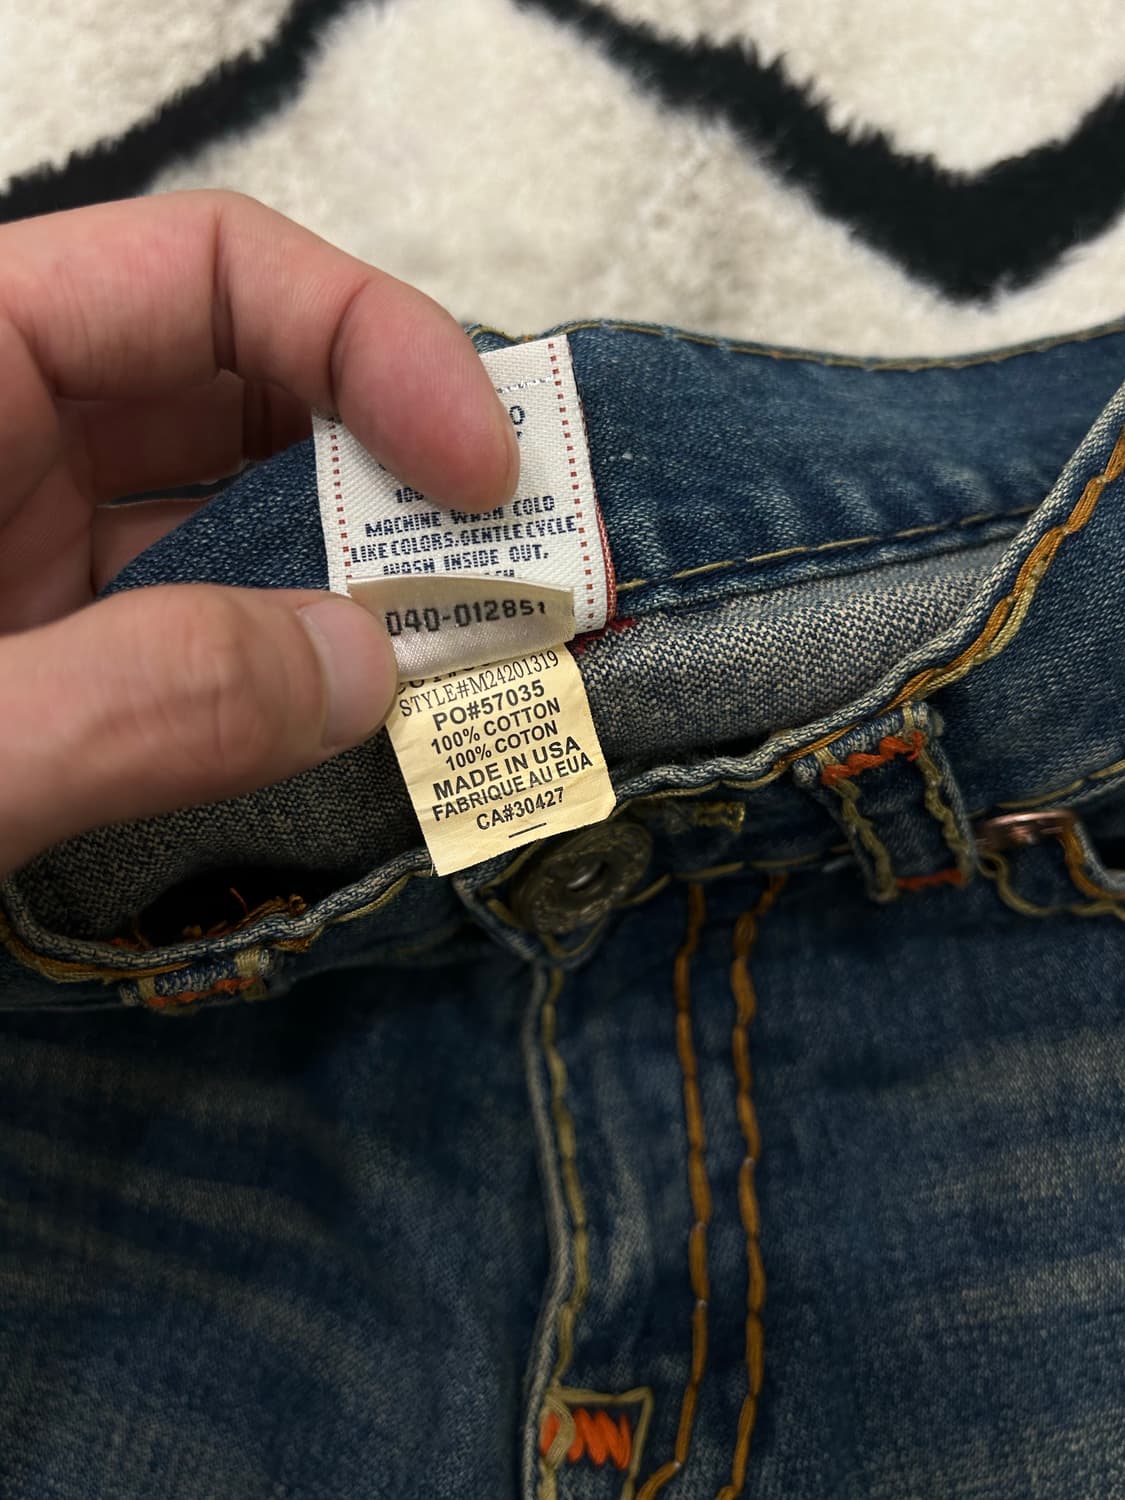 MACHINE WASH COLD
LIKE COLORS, GENTLE CYCLE
WASH INSIDE OUT,
040-012851
STYLE#M24201319
PO#57035
100% COTTON
100% COTON
MADE IN USA
FABRIQUE AU EUA
CA#30427